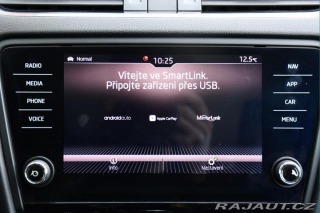 Normal
10:25
12.5°C
RADIO
MEDIA
PHONE
VOICE
NAV
APP
CAR
MENU
Vítejte ve SmartLink.
Připojte zařízení přes USB.
androidauto
Apple CarPlay
MirrorLink
Info
Nastavení
RAJAUT.CZ